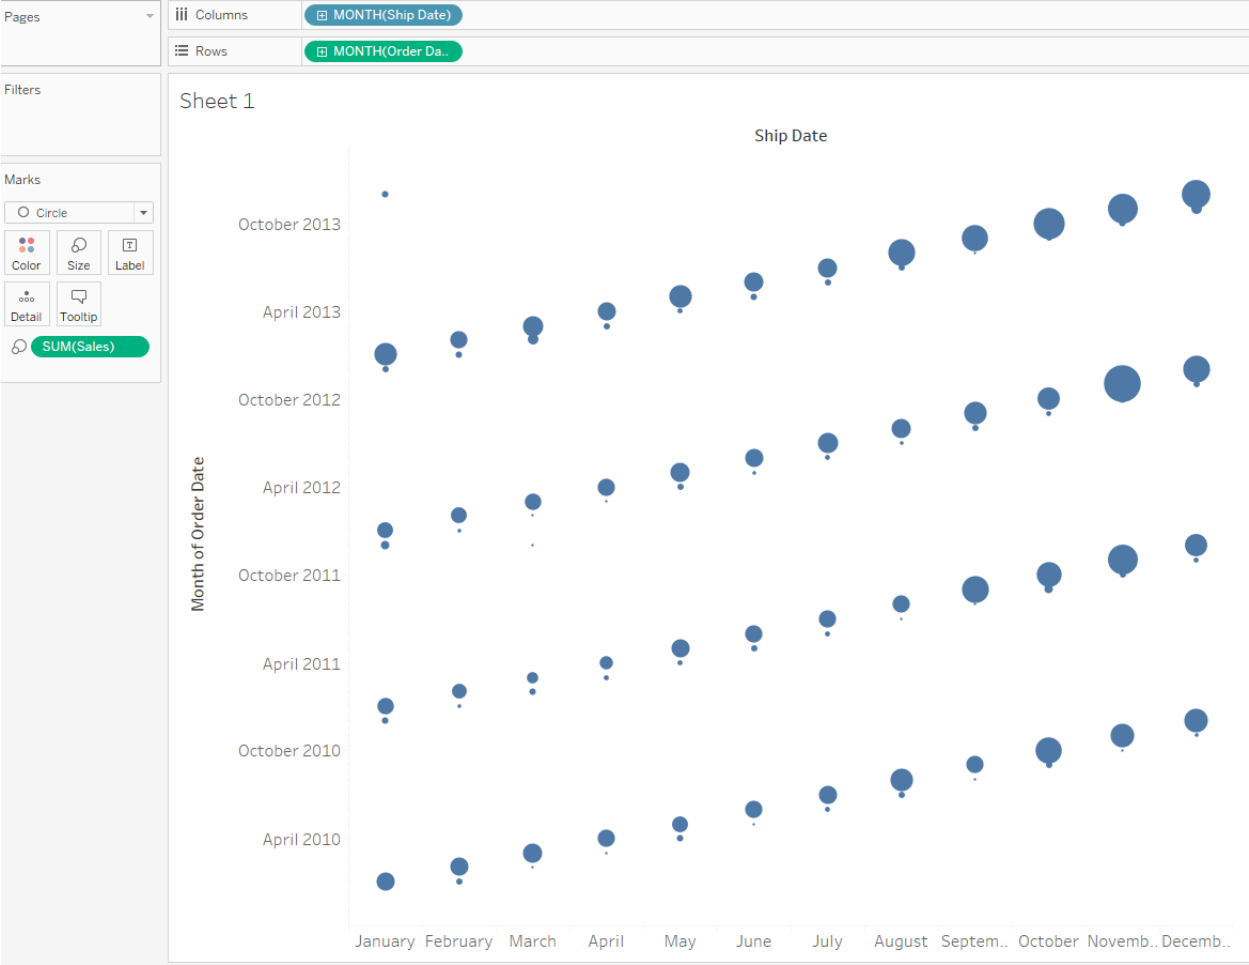 Pages
Columns
MONTH(Ship Date)
Rows
MONTH(Order Da..
Filters
Sheet 1
Ship Date
Marks
Circle
Color
Size
Label
Detail
Tooltip
SUM(Sales)
Month of Order Date
October 2013
April 2013
October 2012
April 2012
October 2011
April 2011
October 2010
April 2010
January February March April May June July August Septem.. October Novemb.. Decemb..